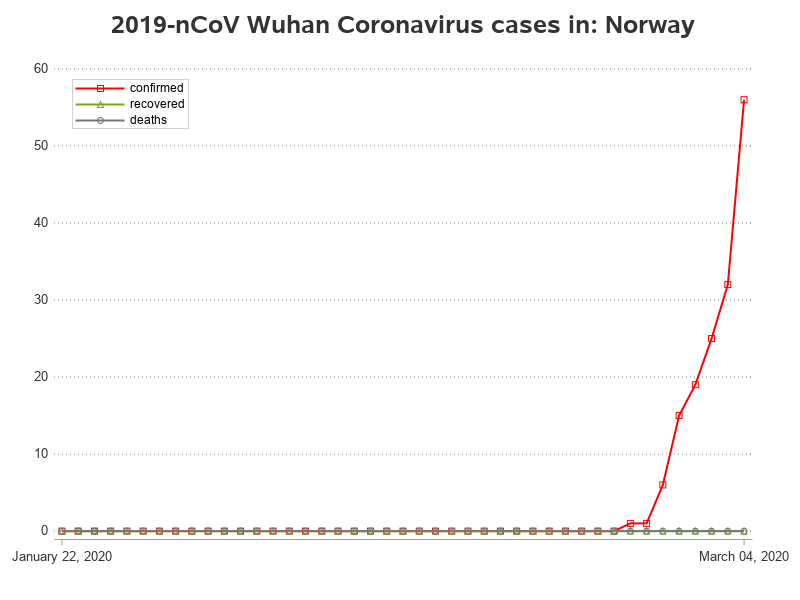 2019-nCoV Wuhan Coronavirus cases in: Norway
60
confirmed
recovered
deaths
50
40
30
20
10
0
January 22, 2020 March 04, 2020